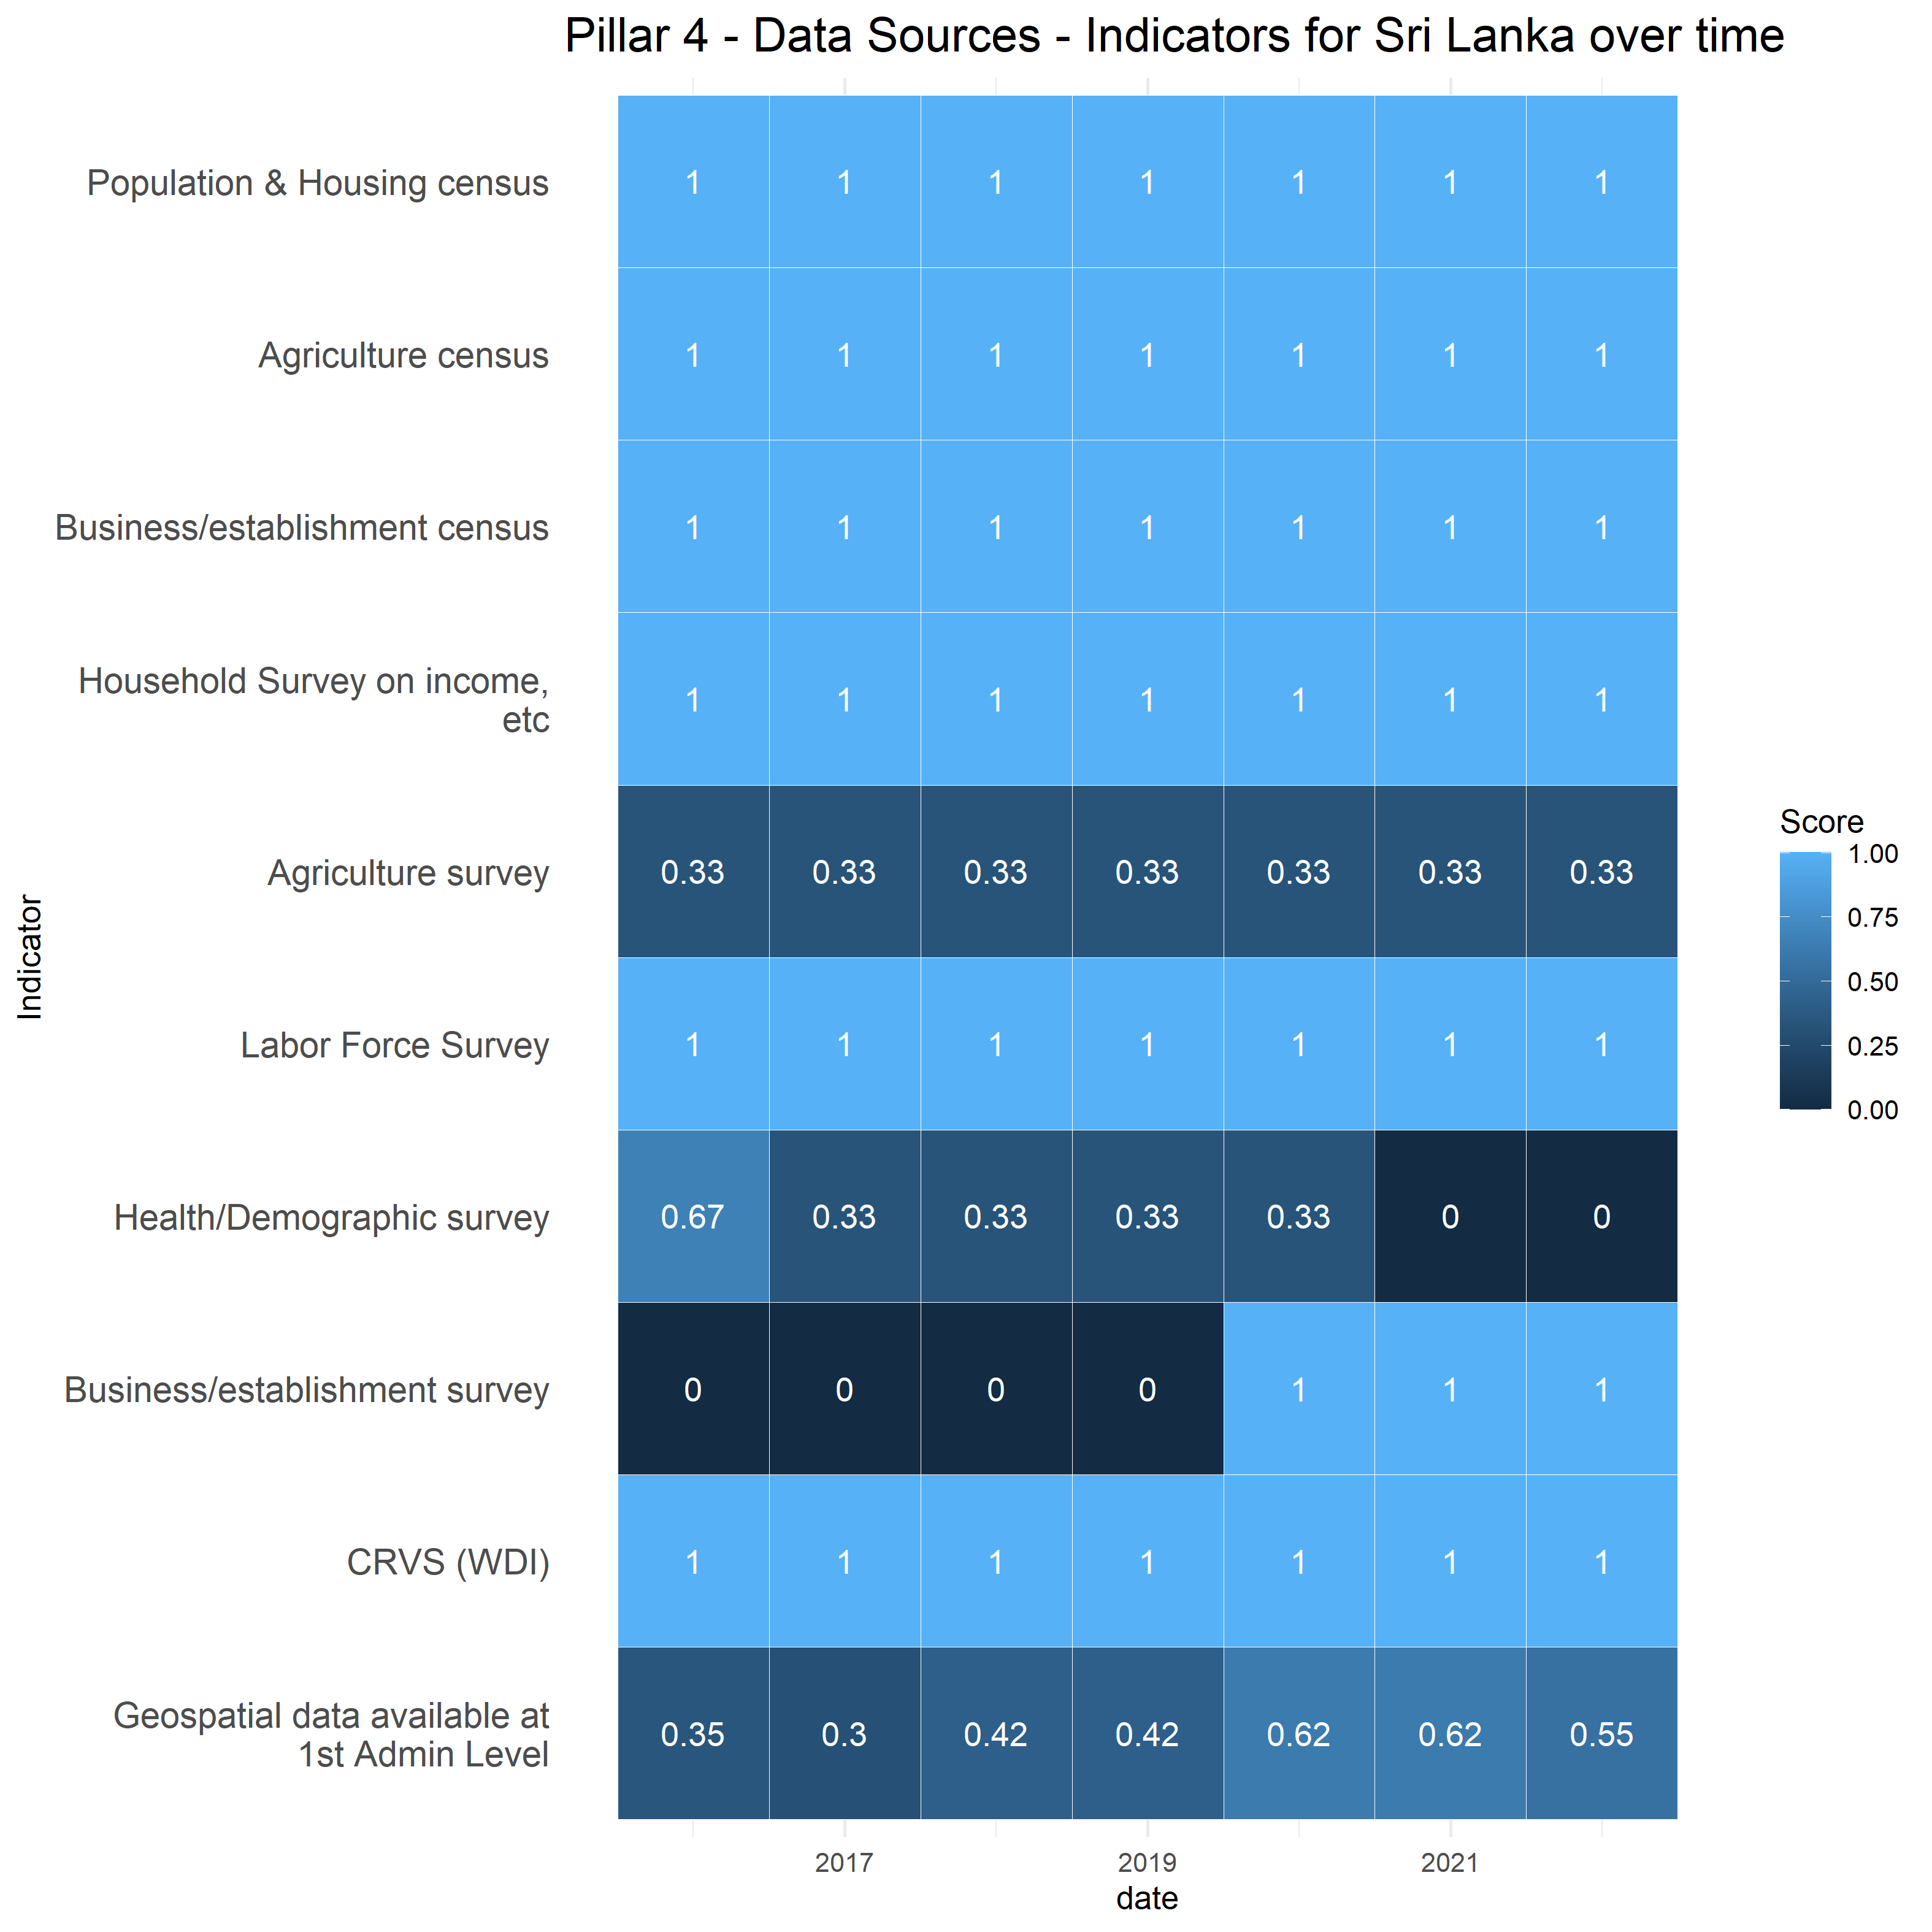 Pillar 4 - Data Sources - Indicators for Sri Lanka over time
Population & Housing census
1 1 1 1 1 1 1
Agriculture census
1 1 1 1 1 1 1
Business/establishment census
1 1 1 1 1 1 1
Household Survey on income,
etc
1 1 1 1 1 1 1
Agriculture survey
0.33 0.33 0.33 0.33 0.33 0.33 0.33
Labor Force Survey
1 1 1 1 1 1 1
Health/Demographic survey
0.67 0.33 0.33 0.33 0.33 0 0
Business/establishment survey
0 0 0 0 1 1 1
CRVS (WDI)
1 1 1 1 1 1 1
Geospatial data available at
1st Admin Level
0.35 0.3 0.42 0.42 0.62 0.62 0.55
2017 2019 2021
date
Indicator
Score
1.00
0.75
0.50
0.25
0.00